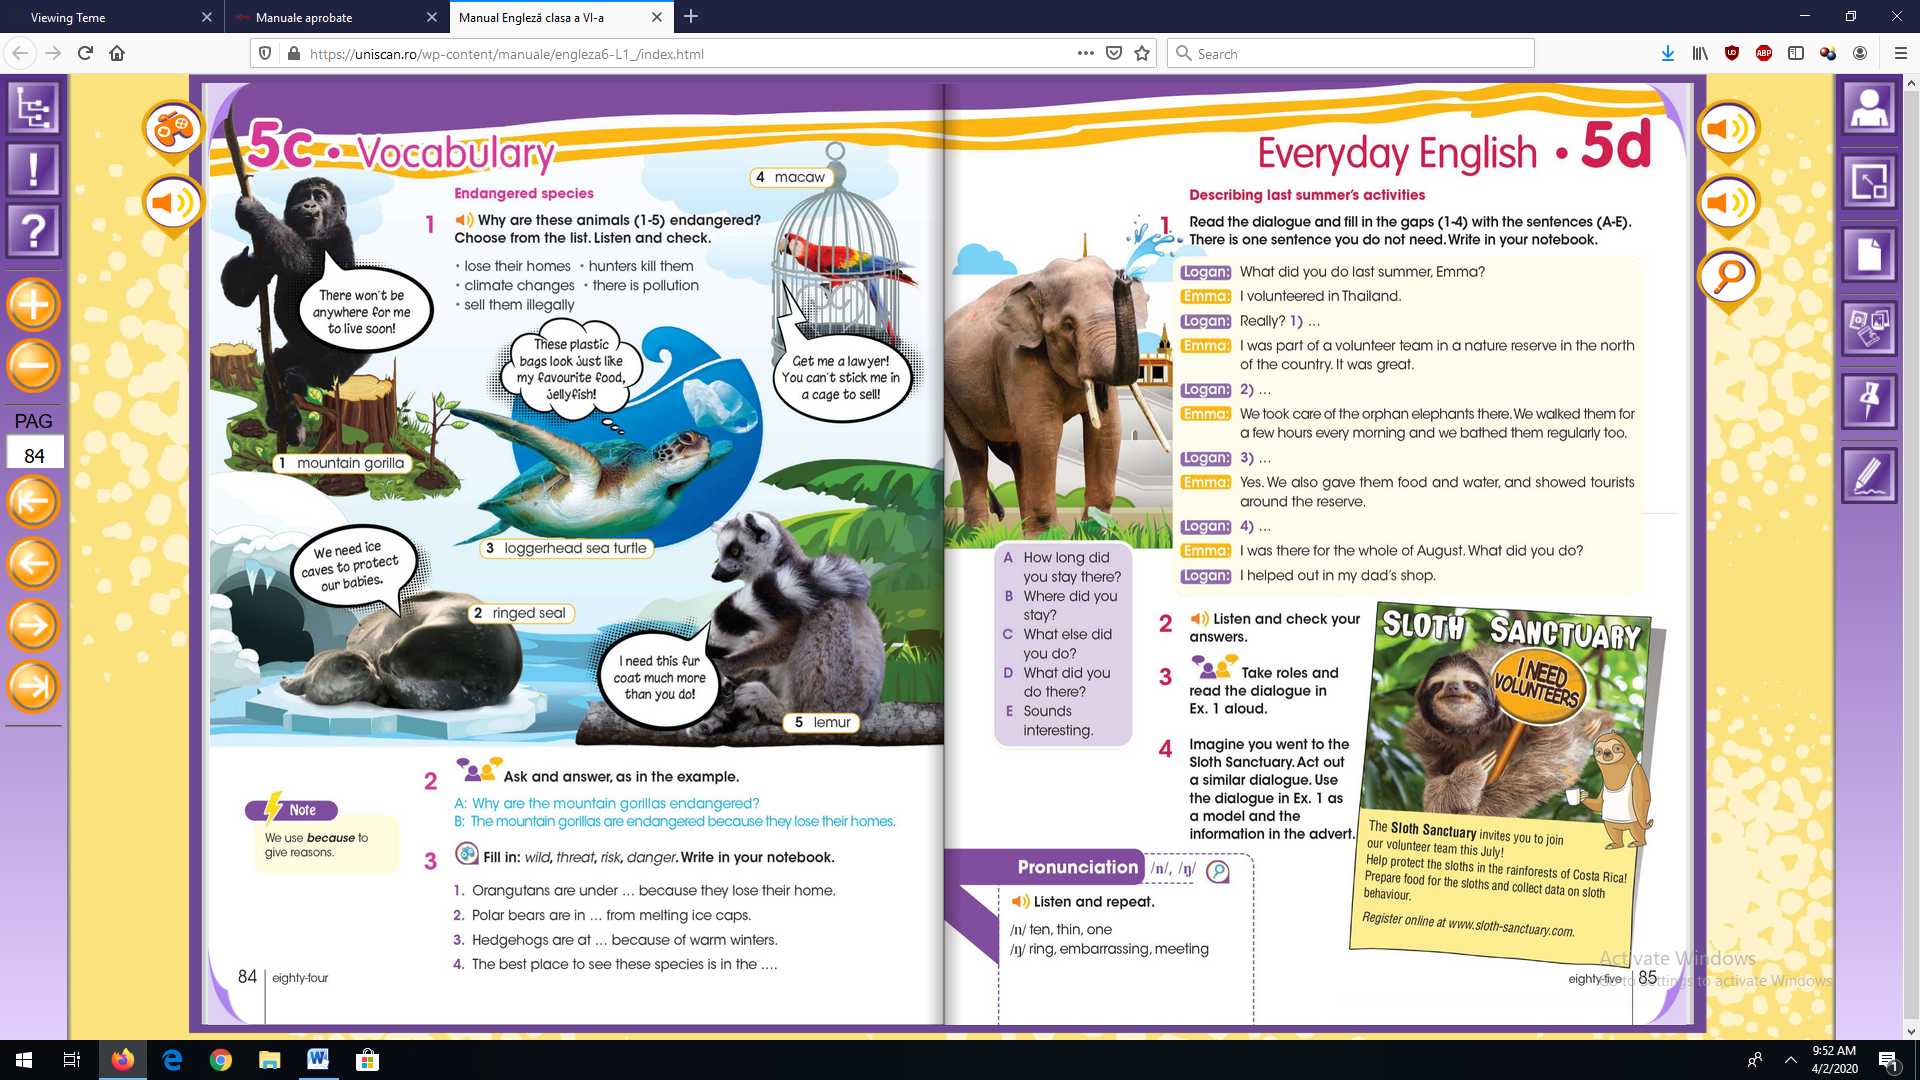 Viewing Teme
Manuale aprobate
Manual Engleză clasa a VI-a
https://uniscan.ro/wp-content/manuale/engleza6-L1_/index.html
Search
PAG
84
5c • Vocabulary
Endangered species
1 Why are these animals (1-5) endangered?
Choose from the list. Listen and check.
• lose their homes • hunters kill them
• climate changes • there is pollution
• sell them illegally
There won't be
anywhere for me
to live soon!
1 mountain gorilla
These plastic
bags look just like
my favourite food,
jellyfish!
3 loggerhead sea turtle
4 macaw
Get me a lawyer!
You can't stick me in
a cage to sell!
We need ice
caves to protect
our babies.
2 ringed seal
I need this fur
coat much more
than you do!
5 lemur
2 Ask and answer, as in the example.
A: Why are the mountain gorillas endangered?
B: The mountain gorillas are endangered because they lose their homes.
Note
We use because to
give reasons.
3 Fill in: wild, threat, risk, danger. Write in your notebook.
1. Orangutans are under ... because they lose their home.
2. Polar bears are in ... from melting ice caps.
3. Hedgehogs are at ... because of warm winters.
4. The best place to see these species is in the ....
84 eighty-four
Everyday English • 5d
Describing last summer's activities
1. Read the dialogue and fill in the gaps (1-4) with the sentences (A-E).
There is one sentence you do not need. Write in your notebook.
Logan: What did you do last summer, Emma?
Emma: I volunteered in Thailand.
Logan: Really? 1) ...
Emma: I was part of a volunteer team in a nature reserve in the north
of the country. It was great.
Logan: 2) ...
Emma: We took care of the orphan elephants there. We walked them for
a few hours every morning and we bathed them regularly too.
Logan: 3) ...
Emma: Yes. We also gave them food and water, and showed tourists
around the reserve.
Logan: 4) ...
Emma: I was there for the whole of August. What did you do?
Logan: I helped out in my dad's shop.
A How long did
you stay there?
B Where did you
stay?
C What else did
you do?
D What did you
do there?
E Sounds
interesting.
2 Listen and check your
answers.
3 Take roles and
read the dialogue in
Ex. 1 aloud.
4 Imagine you went to the
Sloth Sanctuary. Act out
a similar dialogue. Use
the dialogue in Ex. 1 as
a model and the
information in the advert.
SLOTH SANCTUARY
I NEED
VOLUNTEERS
The Sloth Sanctuary invites you to join
our volunteer team this July!
Help protect the sloths in the rainforests of Costa Rica!
Prepare food for the sloths and collect data on sloth
behaviour.
Register online at www.sloth-sanctuary.com.
Pronunciation /n/, /ŋ/
Listen and repeat.
/n/ ten, thin, one
/ŋ/ ring, embarrassing, meeting
eighty-five 85
Activate Windows
Go to Settings to activate Windows.
9:52 AM
4/2/2020
1